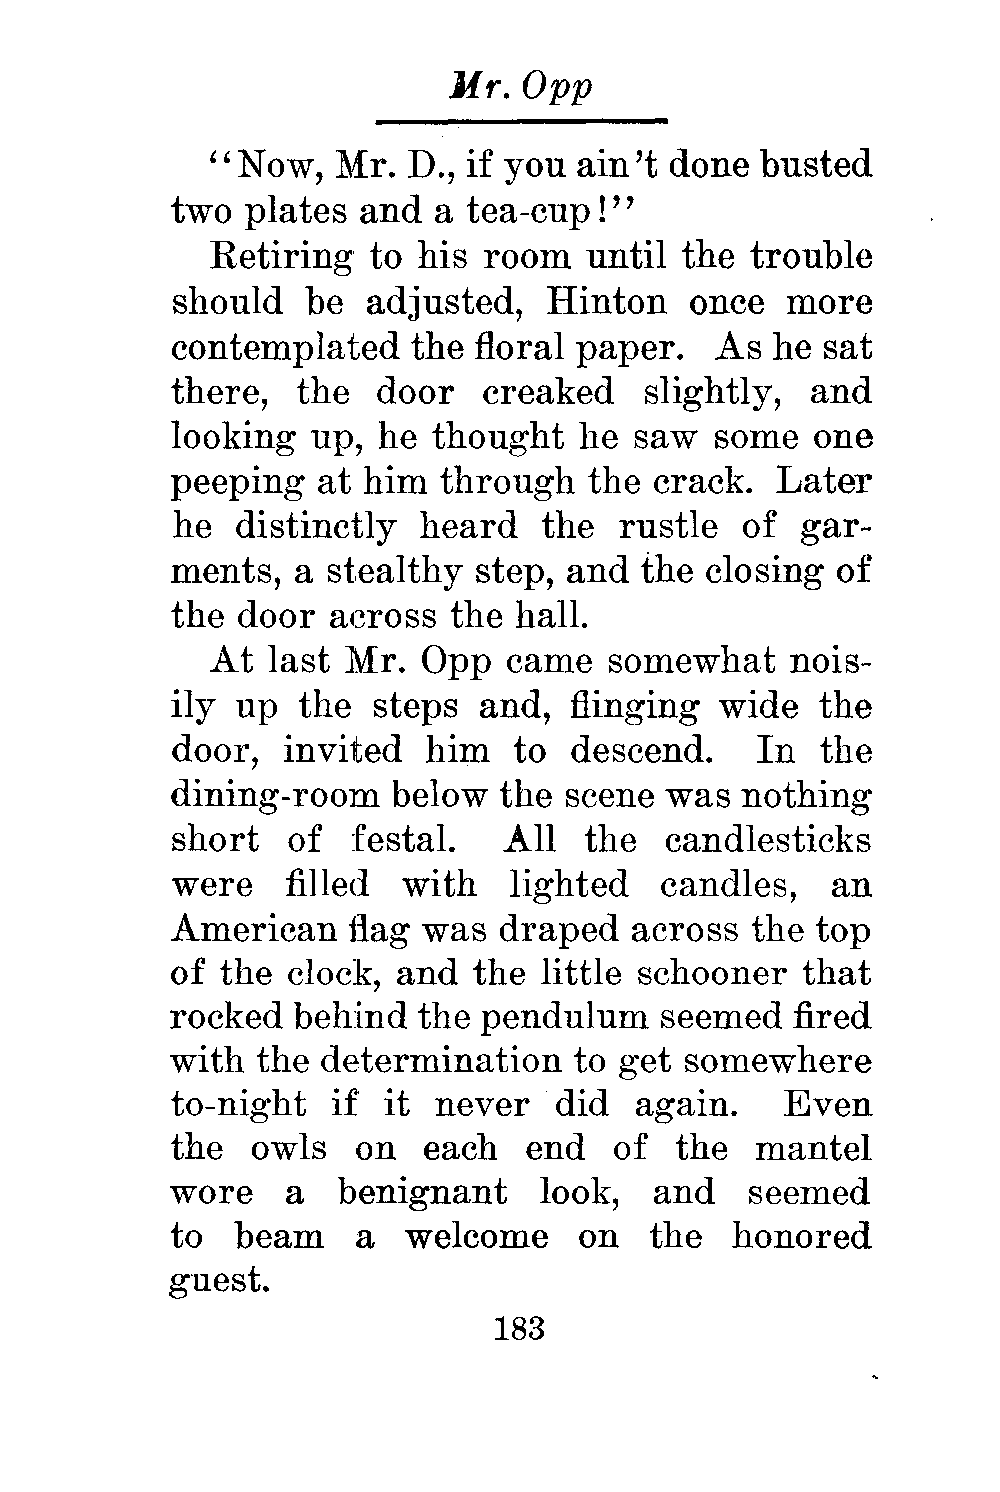 Mr. Opp
"Now, Mr. D., if you ain't done busted
two plates and a tea-cup!"
Retiring to his room until the trouble
should be adjusted, Hinton once more
contemplated the floral paper. As he sat
there, the door creaked slightly, and
looking up, he thought he saw some one
peeping at him through the crack. Later
he distinctly heard the rustle of gar-
ments, a stealthy step, and the closing of
the door across the hall.
At last Mr. Opp came somewhat nois-
ily up the steps and, flinging wide the
door, invited him to descend. In the
dining-room below the scene was nothing
short of festal. All the candlesticks
were filled with lighted candles, an
American flag was draped across the top
of the clock, and the little schooner that
rocked behind the pendulum seemed fired
with the determination to get somewhere
to-night if it never did again. Even
the owls on each end of the mantel
wore a benignant look, and seemed
to beam a welcome on the honored
guest.
183